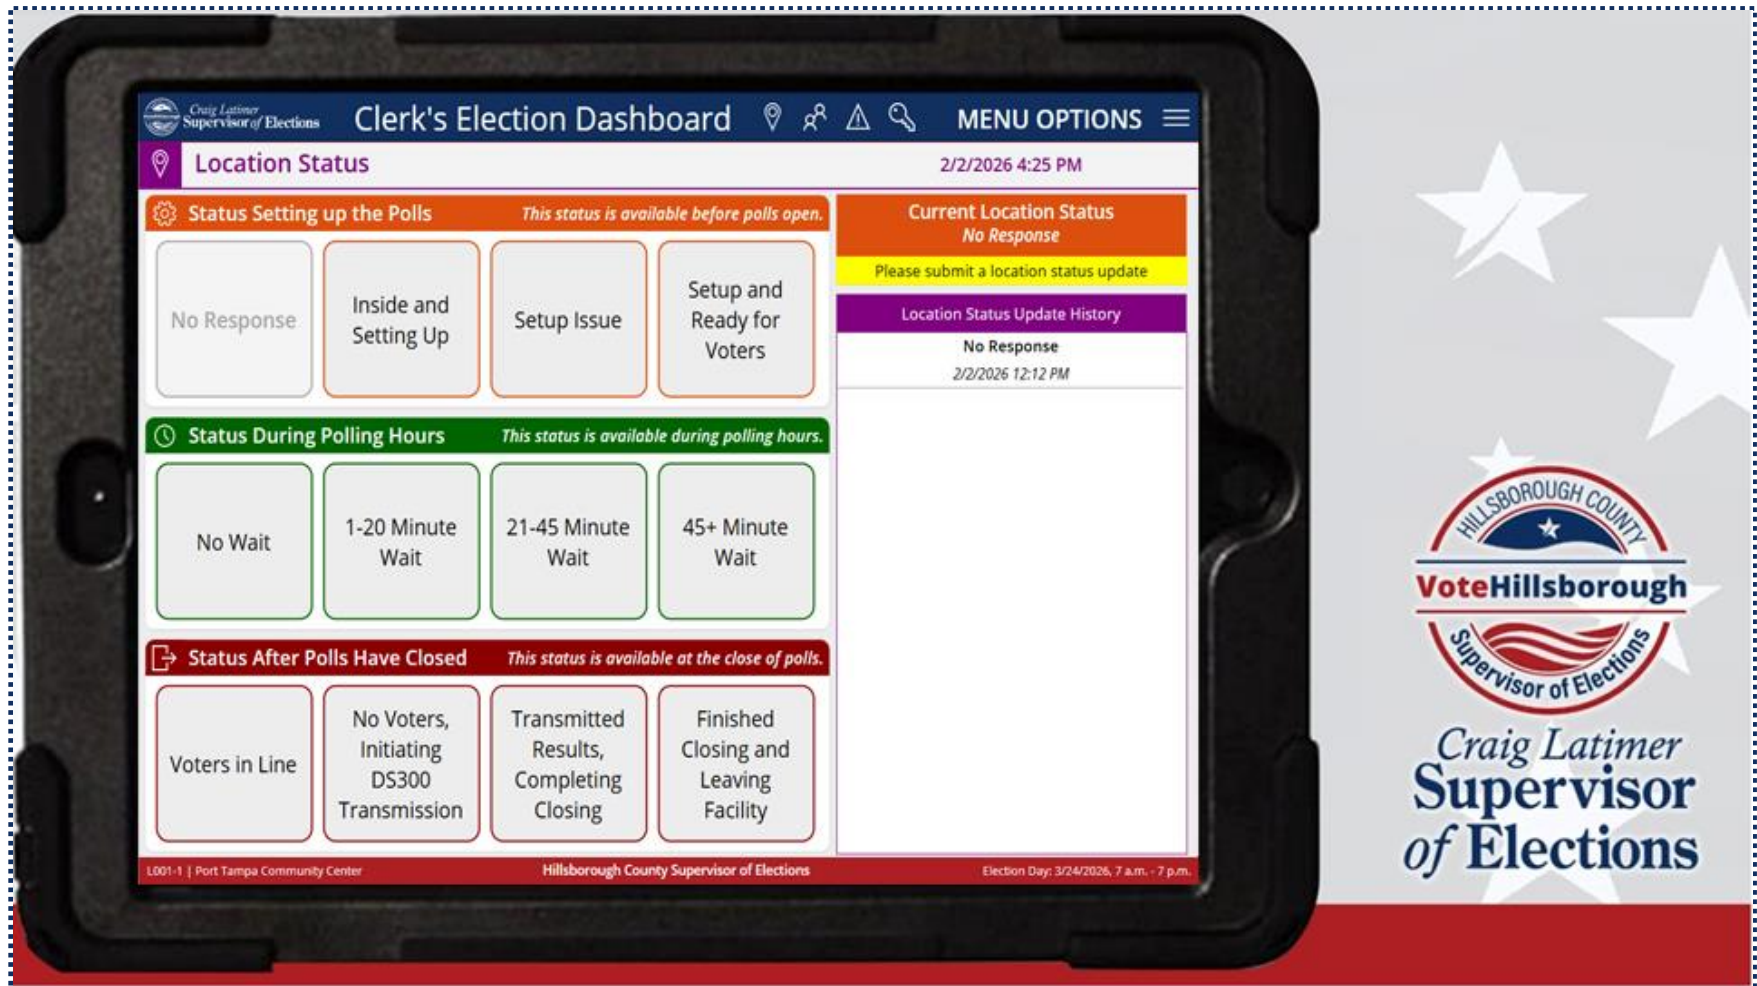 Craig Latimer
Supervisor of Elections
Clerk's Election Dashboard
MENU OPTIONS
Location Status
2/2/2026 4:25 PM
Status Setting up the Polls
This status is available before polls open.
No Response
Inside and
Setting Up
Setup Issue
Setup and
Ready for
Voters
Status During Polling Hours
This status is available during polling hours.
No Wait
1-20 Minute
Wait
21-45 Minute
Wait
45+ Minute
Wait
Status After Polls Have Closed
This status is available at the close of polls.
Voters in Line
No Voters,
Initiating
DS300
Transmission
Transmitted
Results,
Completing
Closing
Finished
Closing and
Leaving
Facility
Current Location Status
No Response
Please submit a location status update
Location Status Update History
No Response
2/2/2026 12:12 PM
L001-1 | Port Tampa Community Center
Hillsborough County Supervisor of Elections
Election Day: 3/24/2026, 7 a.m. - 7 p.m.
HILLSBOROUGH COUNTY
VoteHillsborough
Supervisor of Elections
Craig Latimer
Supervisor
of Elections